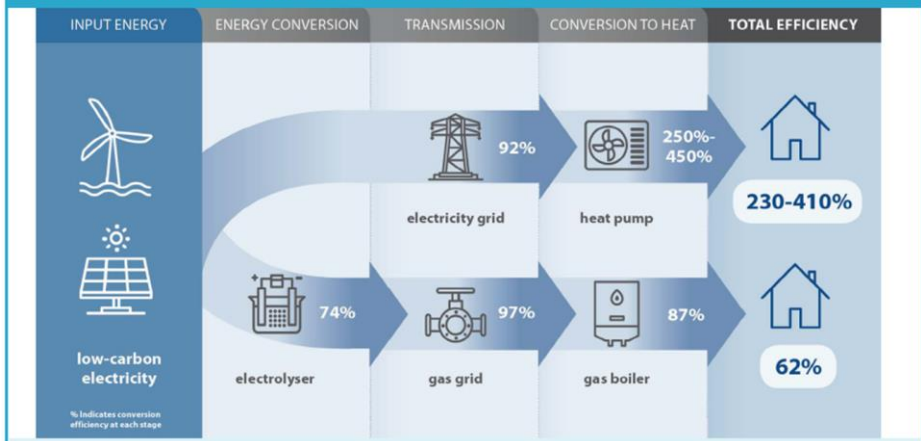 INPUT ENERGY
ENERGY CONVERSION
TRANSMISSION
CONVERSION TO HEAT
TOTAL EFFICIENCY
92%
250%-
450%
electricity grid
heat pump
230-410%
74%
97%
87%
low-carbon
electricity
electrolyser
gas grid
gas boiler
62%
% Indicates conversion
efficiency at each stage